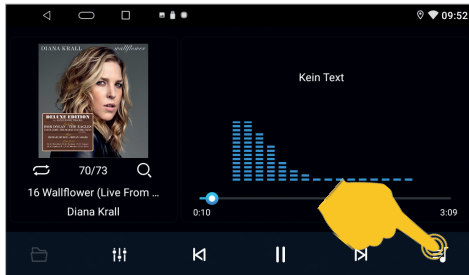 09:52
DIANA KRALL wallflower
DELUXE EDITION
Kein Text
70/73
16 Wallflower (Live From ...
Diana Krall
0:10
3:09